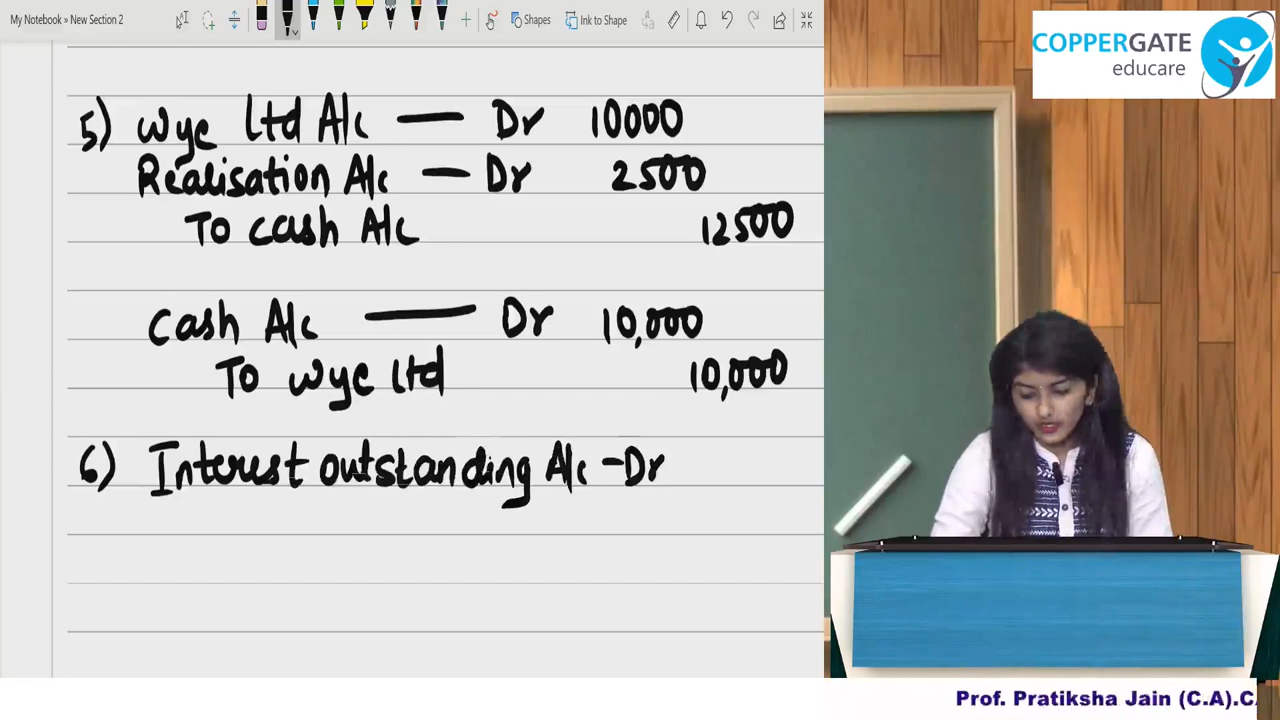 My Notebook » New Section 2
Shapes
Ink to Shape
COPPERGATE
educare
5) Wye Ltd A/c — Dr 10000
Realisation A/c — Dr 2500
To cash A/c 12500
Cash A/c — Dr 10,000
To Wye Ltd 10,000
6) Interest outstanding A/c - Dr
Prof. Pratiksha Jain (C.A).C